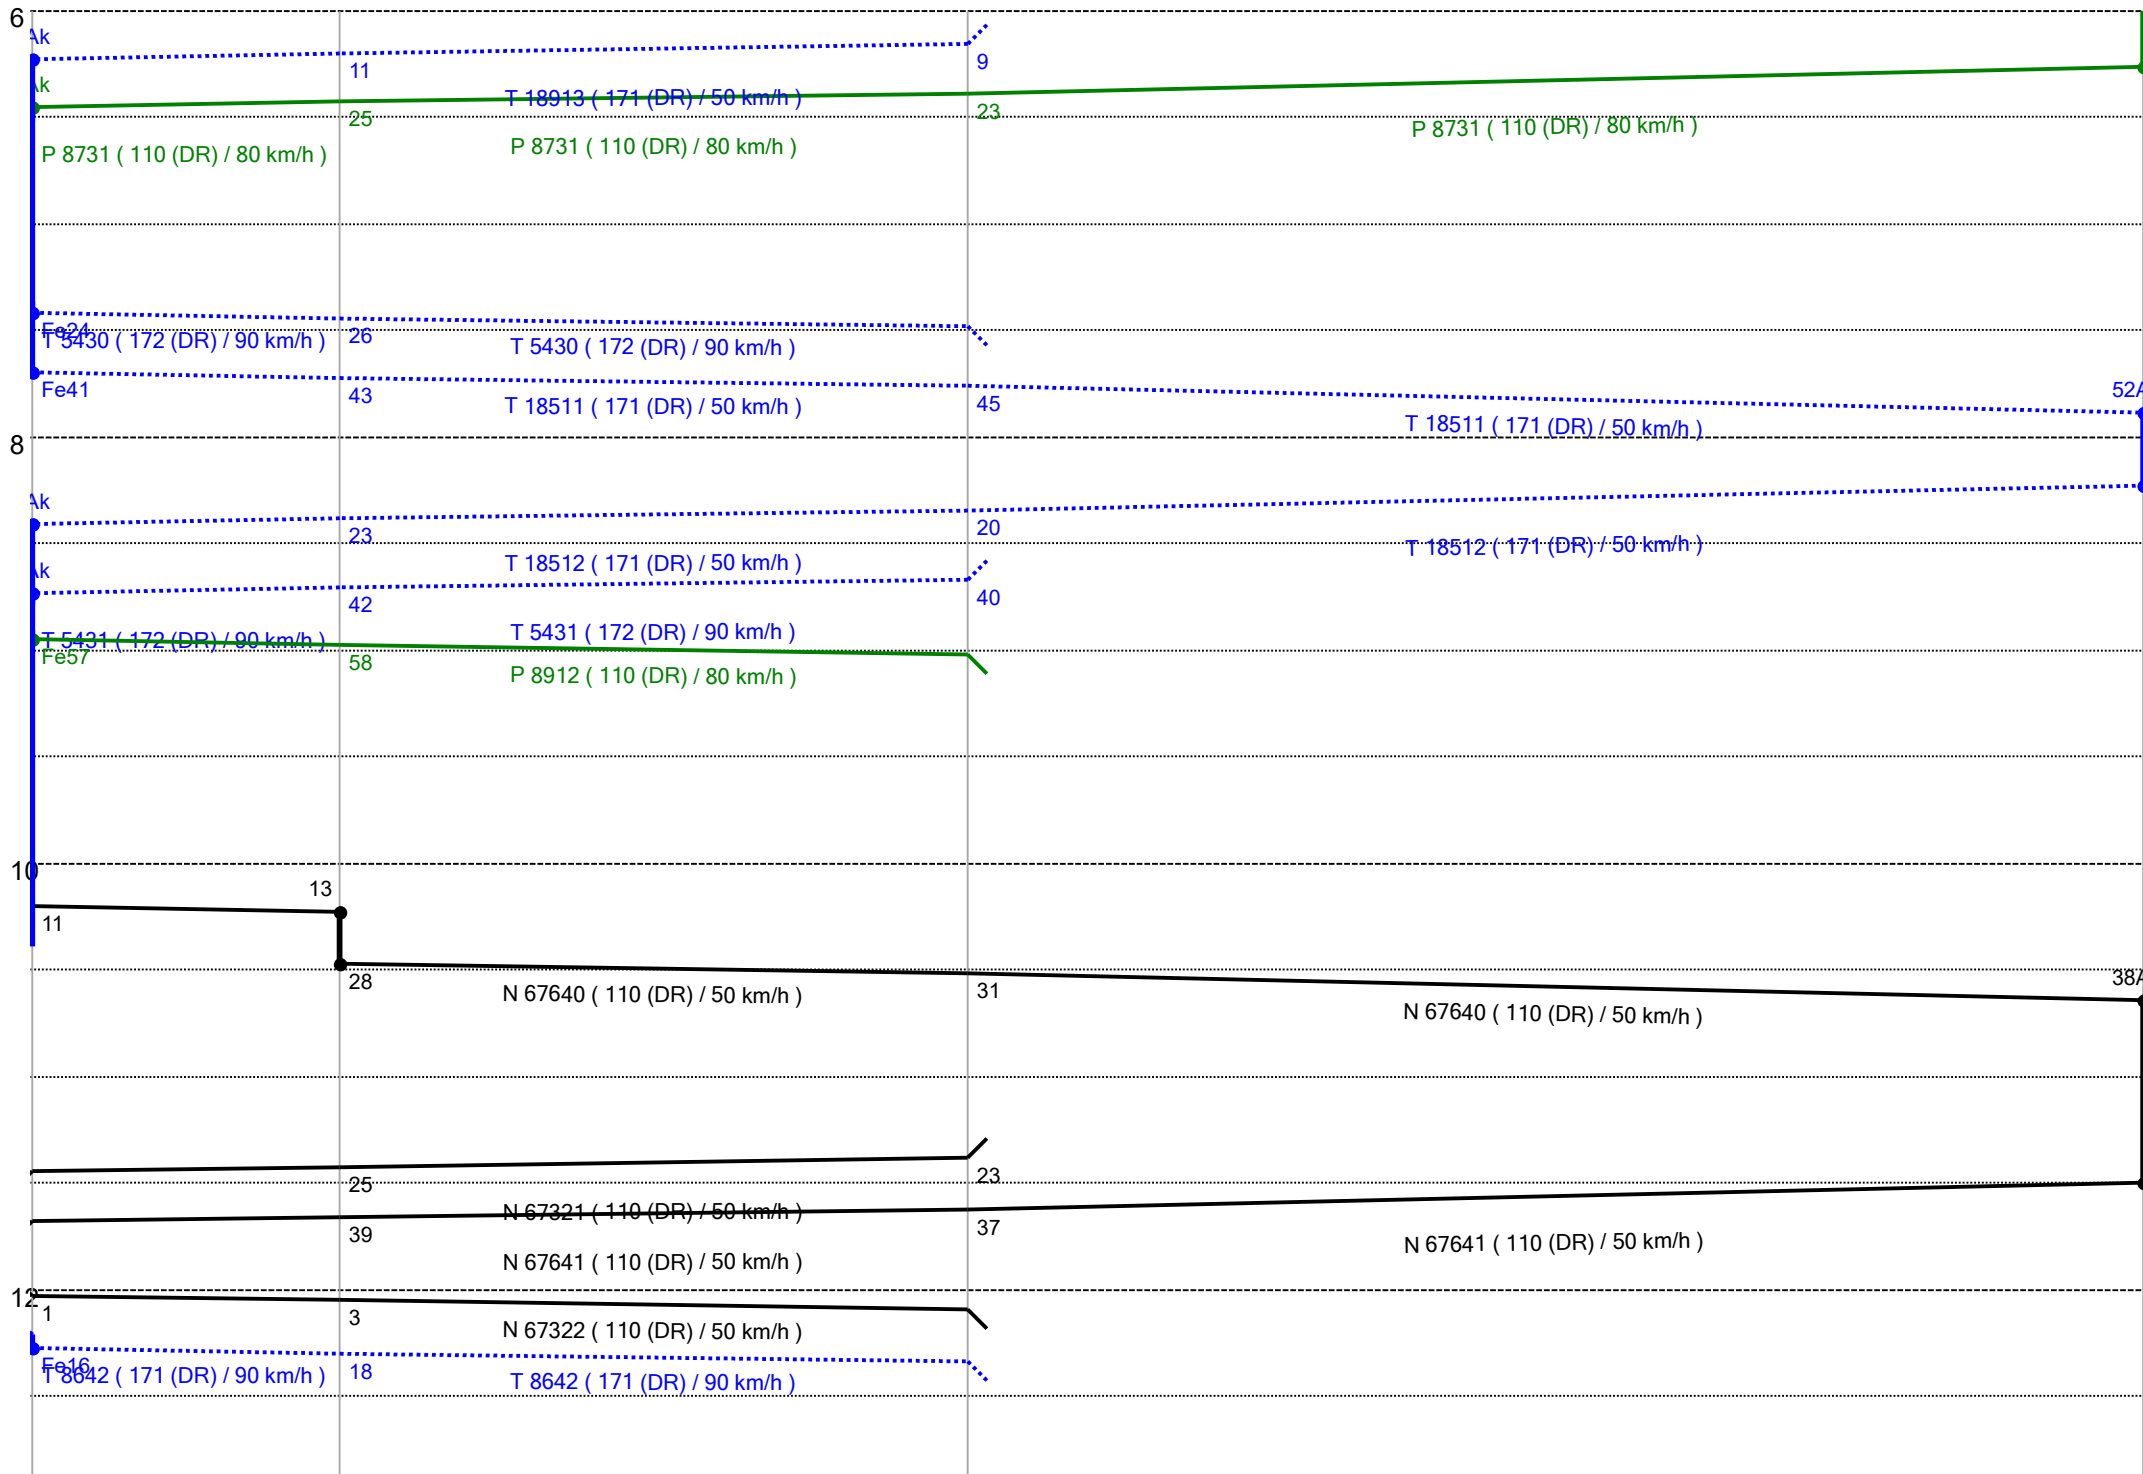 6
Ak
11
9
Ak
T 18913 ( 171 (DR) / 50 km/h )
25
23
P 8731 ( 110 (DR) / 80 km/h )
P 8731 ( 110 (DR) / 80 km/h )
P 8731 ( 110 (DR) / 80 km/h )
Fe24
T 5430 ( 172 (DR) / 90 km/h )
26
T 5430 ( 172 (DR) / 90 km/h )
Fe41
43
T 18511 ( 171 (DR) / 50 km/h )
45
52A
T 18511 ( 171 (DR) / 50 km/h )
8
Ak
23
20
T 18512 ( 171 (DR) / 50 km/h )
Ak
T 18512 ( 171 (DR) / 50 km/h )
42
40
T 5431 ( 172 (DR) / 90 km/h )
T 5431 ( 172 (DR) / 90 km/h )
Fe57
58
P 8912 ( 110 (DR) / 80 km/h )
10
13
11
28
N 67640 ( 110 (DR) / 50 km/h )
31
38A
N 67640 ( 110 (DR) / 50 km/h )
25
23
N 67321 ( 110 (DR) / 50 km/h )
39
37
N 67641 ( 110 (DR) / 50 km/h )
N 67641 ( 110 (DR) / 50 km/h )
12
1
3
N 67322 ( 110 (DR) / 50 km/h )
Fe16
T 8642 ( 171 (DR) / 90 km/h )
18
T 8642 ( 171 (DR) / 90 km/h )